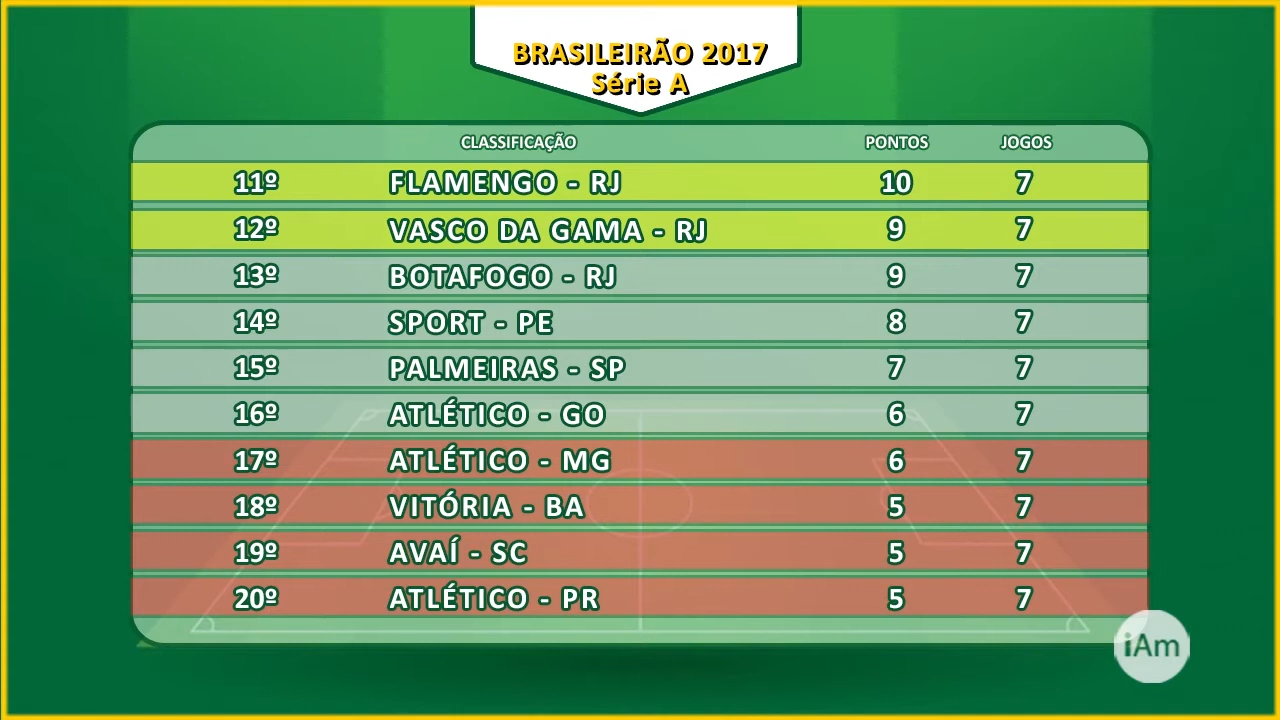 BRASILEIRÃO 2017
Série A
CLASSIFICAÇÃO PONTOS JOGOS
11º FLAMENGO - RJ 10 7
12º VASCO DA GAMA - RJ 9 7
13º BOTAFOGO - RJ 9 7
14º SPORT - PE 8 7
15º PALMEIRAS - SP 7 7
16º ATLÉTICO - GO 6 7
17º ATLÉTICO - MG 6 7
18º VITÓRIA - BA 5 7
19º AVAÍ - SC 5 7
20º ATLÉTICO - PR 5 7
iAm